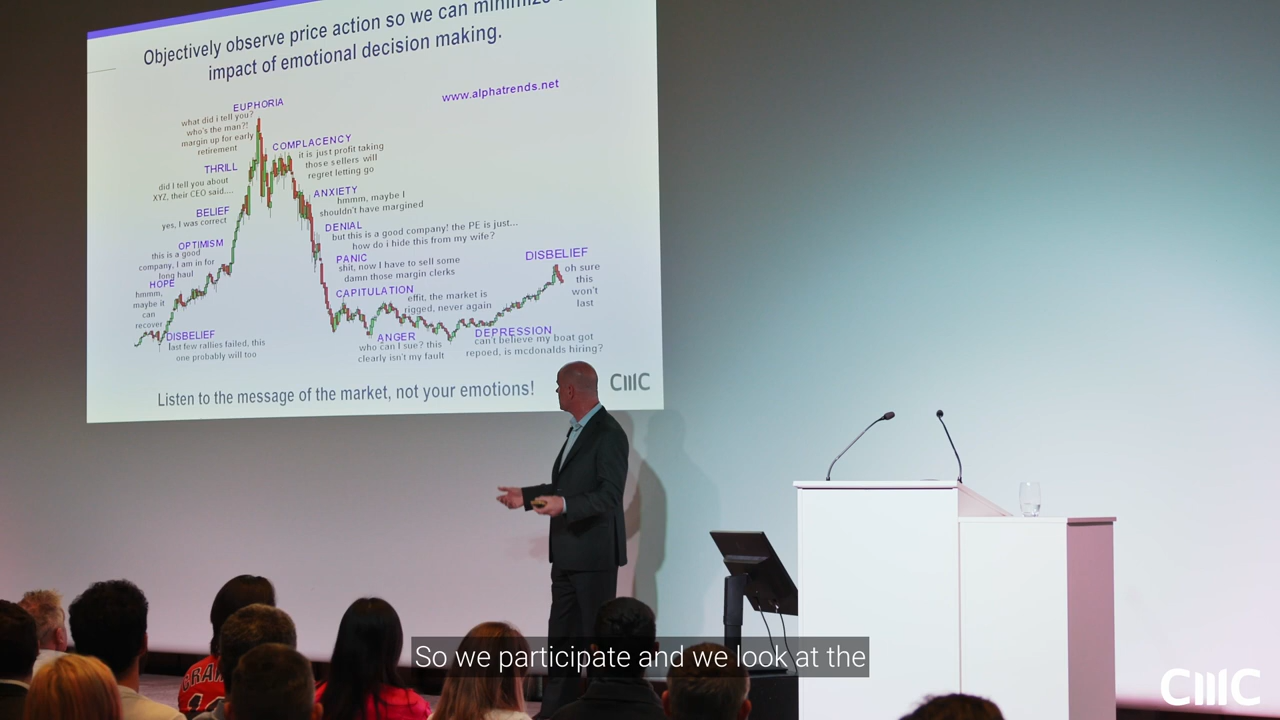 Objectively observe price action so we can minimize
impact of emotional decision making.
www.alphatrends.net
EUPHORIA
what did i tell you?
who's the man?!
margin up for early
retirement
COMPLACENCY
it is just profit taking
those sellers will
regret letting go
THRILL
did I tell you about
XYZ, their CEO said....
ANXIETY
hmmm, maybe I
shouldn't have margined
BELIEF
yes, I was correct
DENIAL
but this is a good company! the PE is just...
how do i hide this from my wife?
OPTIMISM
this is a good
company, I am in for
long haul
PANIC
shit, now I have to sell some
damn those margin clerks
DISBELIEF
oh sure
this
won't
last
HOPE
hmmm,
maybe it
can
recover
CAPITULATION
effit, the market is
rigged, never again
DISBELIEF
last few rallies failed, this
one probably will too
ANGER
who can I sue? this
clearly isn't my fault
DEPRESSION
can't believe my boat got
repoed, is mcdonalds hiring?
Listen to the message of the market, not your emotions!
CMC
So we participate and we look at the
CMC